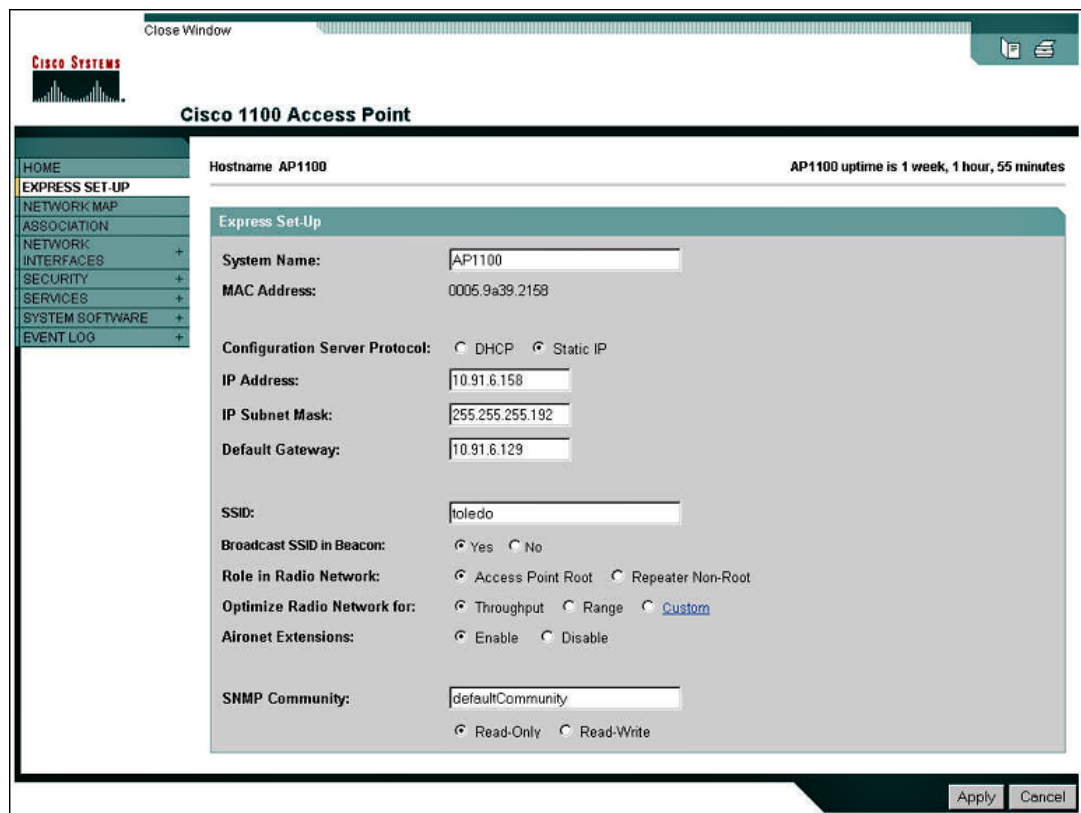 Close Window
CISCO SYSTEMS
Cisco 1100 Access Point
HOME
EXPRESS SET-UP
NETWORK MAP
ASSOCIATION
NETWORK
INTERFACES +
SECURITY +
SERVICES +
SYSTEM SOFTWARE +
EVENT LOG +
Hostname AP1100
AP1100 uptime is 1 week, 1 hour, 55 minutes
Express Set-Up
System Name: AP1100
MAC Address: 0005.9a39.2158
Configuration Server Protocol: DHCP Static IP
IP Address: 10.91.6.158
IP Subnet Mask: 255.255.255.192
Default Gateway: 10.91.6.129
SSID: toledo
Broadcast SSID in Beacon: Yes No
Role in Radio Network: Access Point Root Repeater Non-Root
Optimize Radio Network for: Throughput Range Custom
Aironet Extensions: Enable Disable
SNMP Community: defaultCommunity
Read-Only Read-Write
Apply Cancel